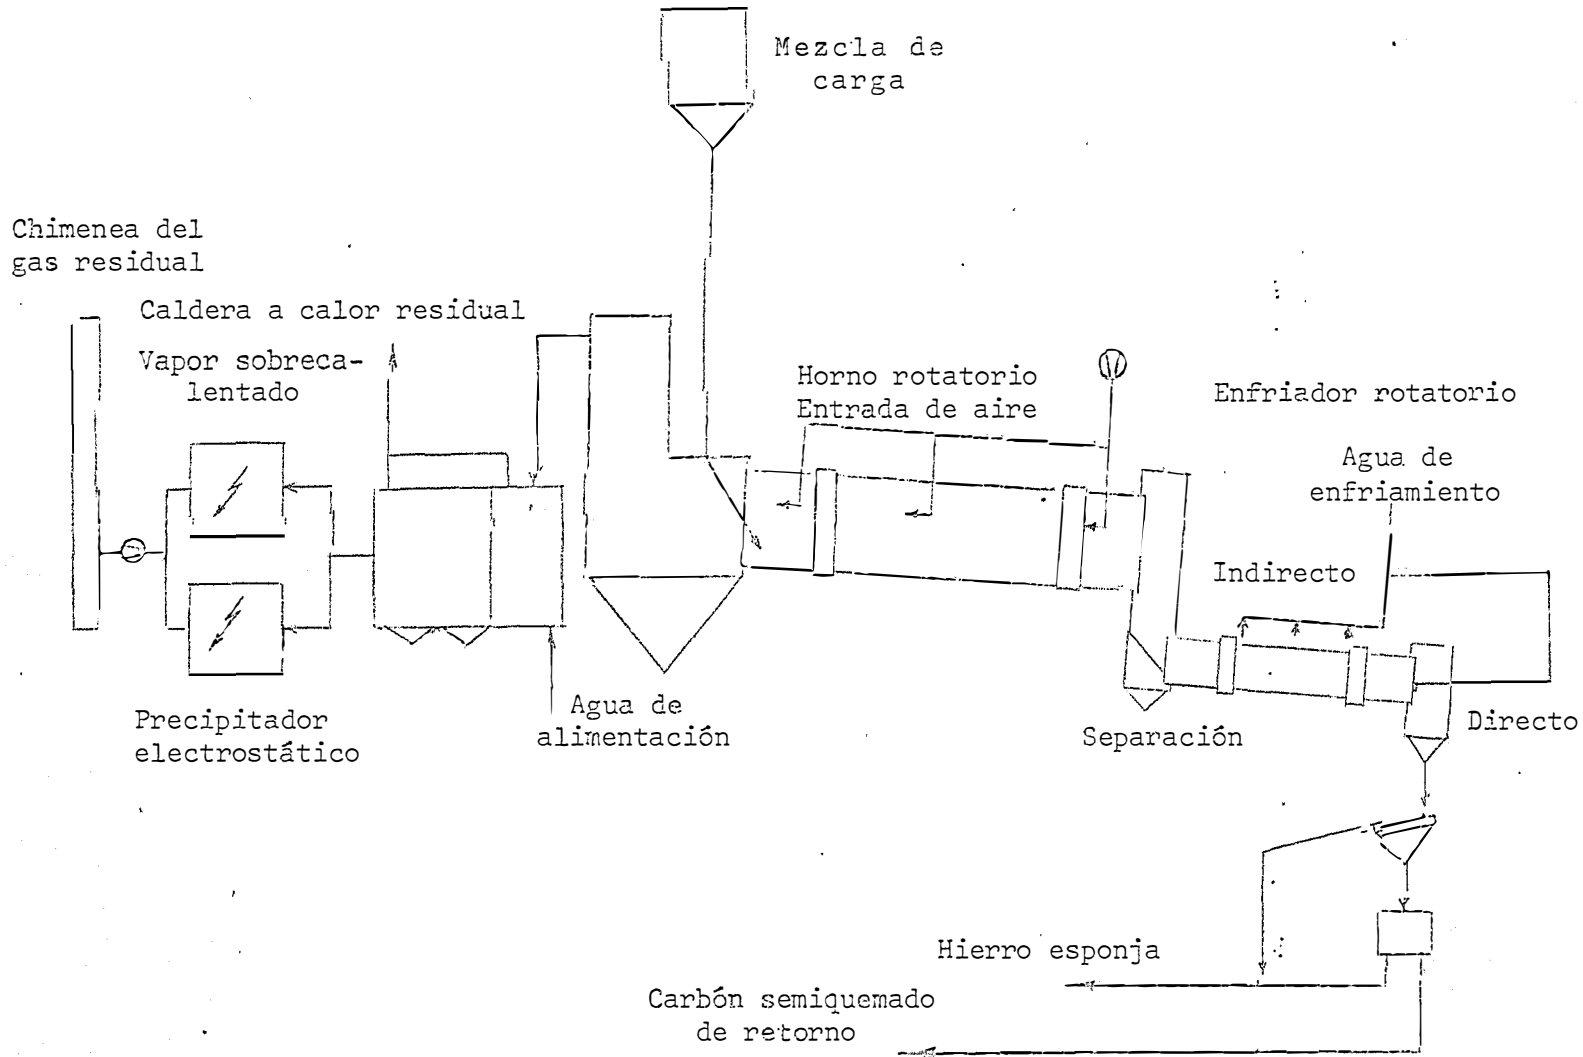 Mezcla de
carga
Chimenea del
gas residual
Caldera a calor residual
Vapor sobreca-
lentado
Horno rotatorio
Entrada de aire
Enfriador rotatorio
Agua de
enfriamiento
Indirecto
Precipitador
electrostático
Agua de
alimentación
Separación
Directo
Hierro esponja
Carbón semiquemado
de retorno